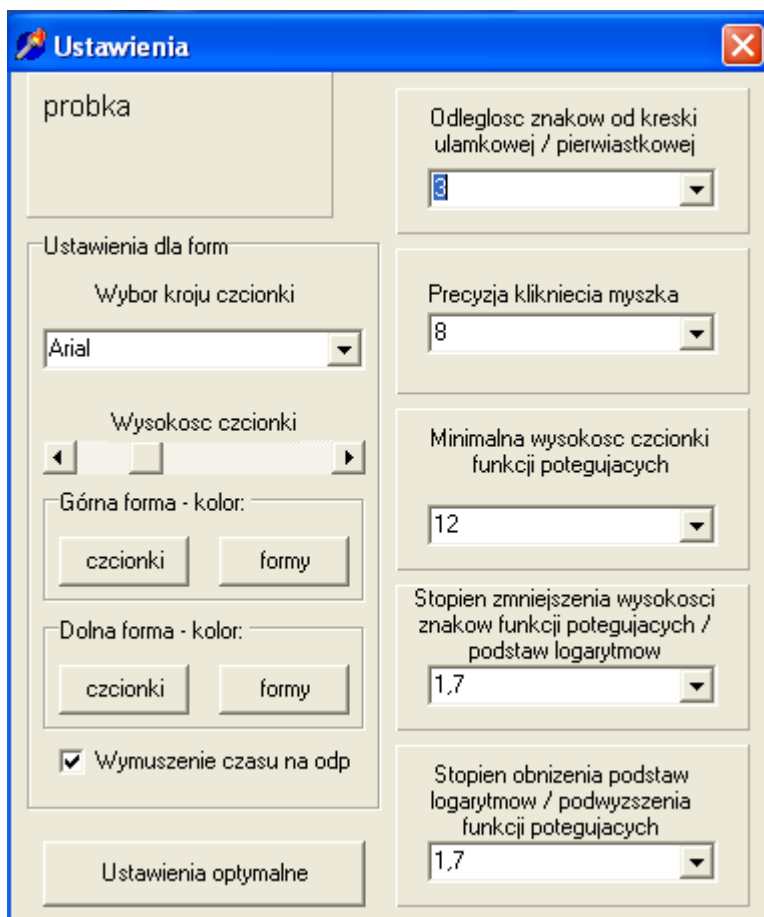 Ustawienia
probka
Ustawienia dla form
Wybor kroju czcionki
Arial
Wysokosc czcionki
Górna forma - kolor:
czcionki formy
Dolna forma - kolor:
czcionki formy
Wymuszenie czasu na odp
Ustawienia optymalne
Odleglosc znakow od kreski
ulamkowej / pierwiastkowej
3
Precyzja klikniecia myszka
8
Minimalna wysokosc czcionki
funkcji potegujacych
12
Stopien zmniejszenia wysokosci
znakow funkcji potegujacych /
podstaw logarytmow
1,7
Stopien obnizenia podstaw
logarytmow / podwyzszenia
funkcji potegujacych
1,7